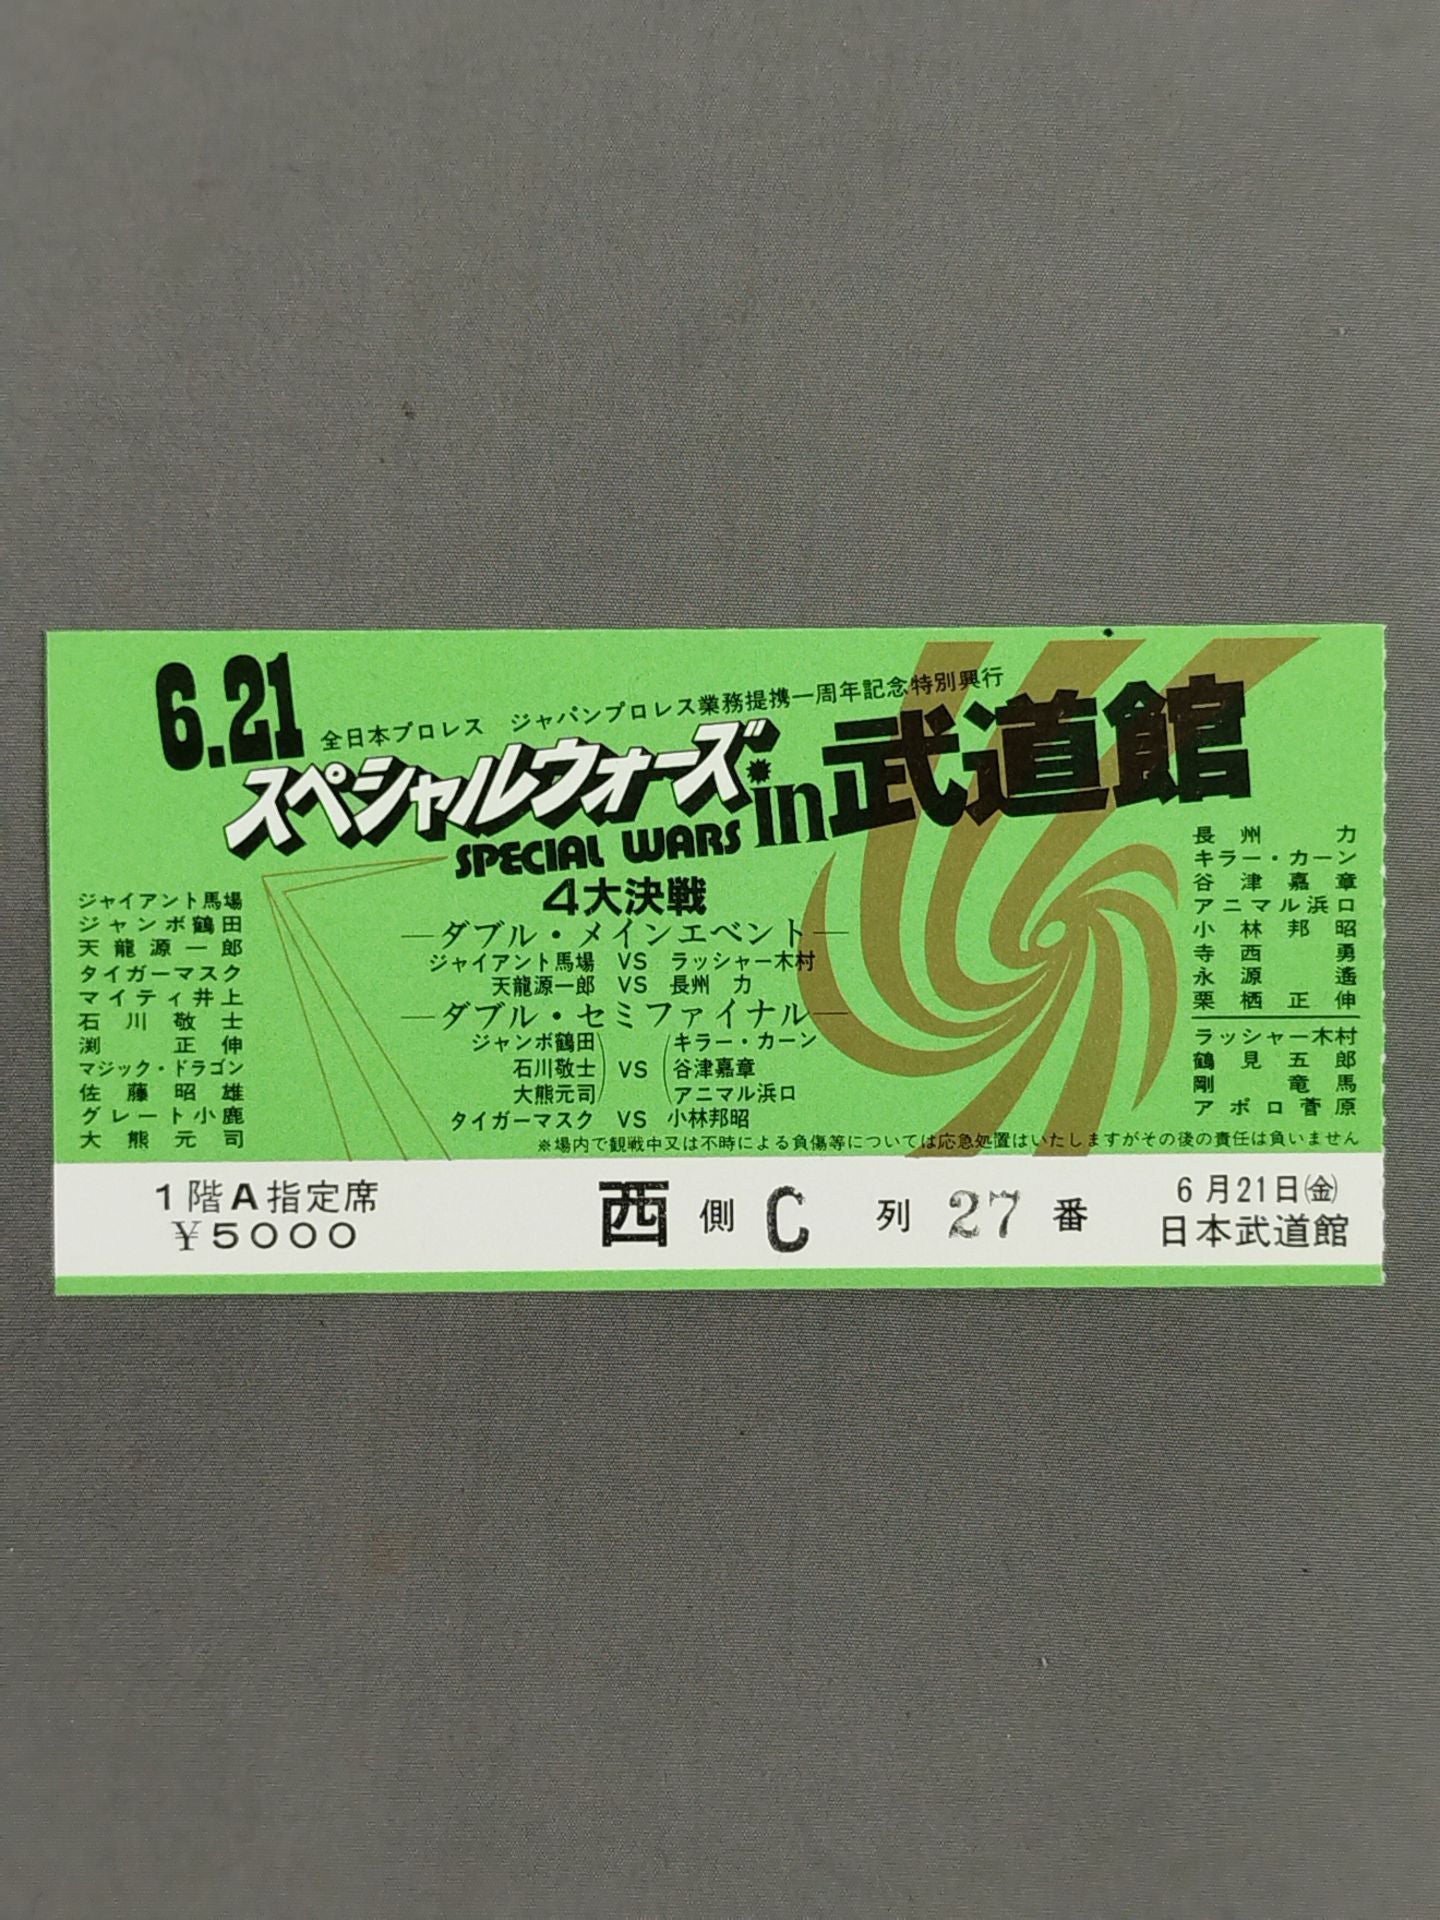 6.21
全日本プロレス ジャパンプロレス業務提携一周年記念特別興行
スペシャルウォーズ in 武道館
SPECIAL WARS
4大決戦
―ダブル・メインエベント―
ジャイアント馬場 VS ラッシャー木村
天龍源一郎 VS 長州 力
―ダブル・セミファイナル―
ジャンボ鶴田 キラー・カーン
石川敬士 VS 谷津嘉章
大熊元司 アニマル浜口
タイガーマスク VS 小林邦昭
※場内で観戦中又は不時による負傷等については応急処置はいたしますがその後の責任は負いません
ジャイアント馬場
ジャンボ鶴田
天龍源一郎
タイガーマスク
マイティ井上
石川敬士
渕正伸
マジック・ドラゴン
佐藤昭雄
グレート小鹿
大熊元司
長州力
キラー・カーン
谷津嘉章
アニマル浜口
小林邦昭
寺西勇
永源遙
栗栖正伸
ラッシャー木村
鶴見五郎
剛竜馬
アポロ菅原
1階A指定席
¥5000
西側 C列 27番
6月21日㈮
日本武道館